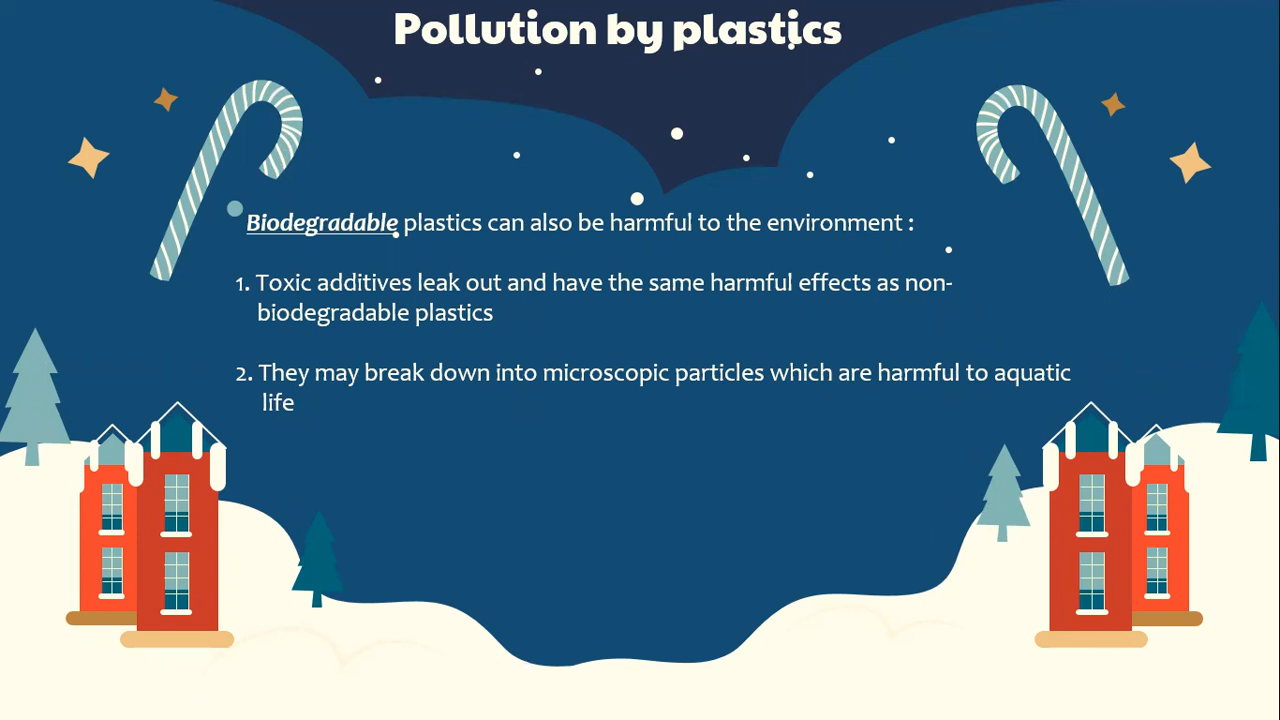 Pollution by plastics
Biodegradable plastics can also be harmful to the environment :
1. Toxic additives leak out and have the same harmful effects as non-
biodegradable plastics
2. They may break down into microscopic particles which are harmful to aquatic
life